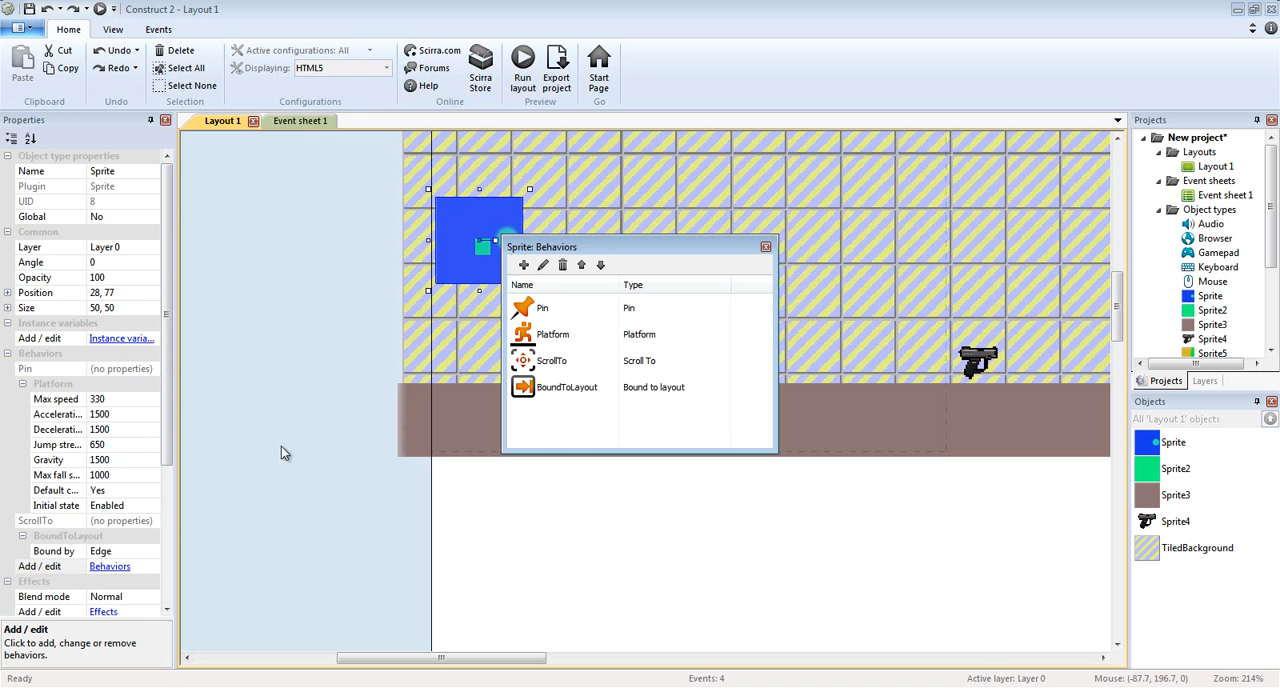 Construct 2 - Layout 1
Home View Events
Paste Cut Copy
Clipboard
Undo Redo
Undo
Delete Select All Select None
Selection
Active configurations: All
Displaying: HTML5
Configurations
Scirra.com Forums Help Scirra Store
Online
Run layout Export project
Preview
Start Page
Go
Properties
Layout 1 Event sheet 1
Object type properties
Name Sprite
Plugin Sprite
UID 8
Global No
Common
Layer Layer 0
Angle 0
Opacity 100
Position 28, 77
Size 50, 50
Instance variables
Add / edit Instance varia...
Behaviors
Pin (no properties)
Platform
Max speed 330
Accelerati... 1500
Decelerati... 1500
Jump stre... 650
Gravity 1500
Max fall s... 1000
Default c... Yes
Initial state Enabled
ScrollTo (no properties)
BoundToLayout
Bound by Edge
Add / edit Behaviors
Effects
Blend mode Normal
Add / edit Effects
Add / edit
Click to add, change or remove
behaviors.
Sprite: Behaviors
Name Type
Pin Pin
Platform Platform
ScrollTo Scroll To
BoundToLayout Bound to layout
Projects
New project*
Layouts
Layout 1
Event sheets
Event sheet 1
Object types
Audio
Browser
Gamepad
Keyboard
Mouse
Sprite
Sprite2
Sprite3
Sprite4
Sprite5
Projects Layers
Objects
All 'Layout 1' objects
Sprite
Sprite2
Sprite3
Sprite4
TiledBackground
Ready Events: 4 Active layer: Layer 0 Mouse: (-87.7, 196.7, 0) Zoom: 214%